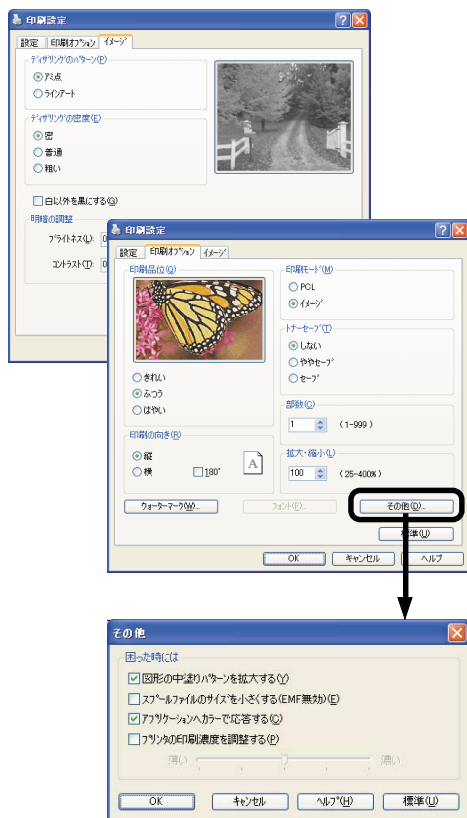 印刷設定
設定 印刷オプション イメージ
ディザリングのパターン(P)
アミ点
ラインアート
ディザリングの密度(E)
密
普通
粗い
白以外を黒にする(G)
明暗の調整
ブライトネス(L): 0
コントラスト(T): 0
印刷設定
設定 印刷オプション イメージ
印刷品位(Q)
きれい
ふつう
はやい
印刷の向き(R)
縦
横 180°
A
印刷モード(M)
PCL
イメージ
トナーセーブ(T)
しない
ややセーブ
セーブ
部数(C)
1 (1-999)
拡大・縮小(L)
100 (25-400%)
ウォーターマーク(W)... フォント(F)... その他(D)...
標準(U)
OK キャンセル ヘルプ
その他
困った時には
図形の中塗りパターンを拡大する(Y)
スプールファイルのサイズを小さくする(EMF無効)(E)
アプリケーションへカラーで応答する(C)
プリンタの印刷濃度を調整する(P)
薄い 濃い
OK キャンセル ヘルプ(H) 標準(U)